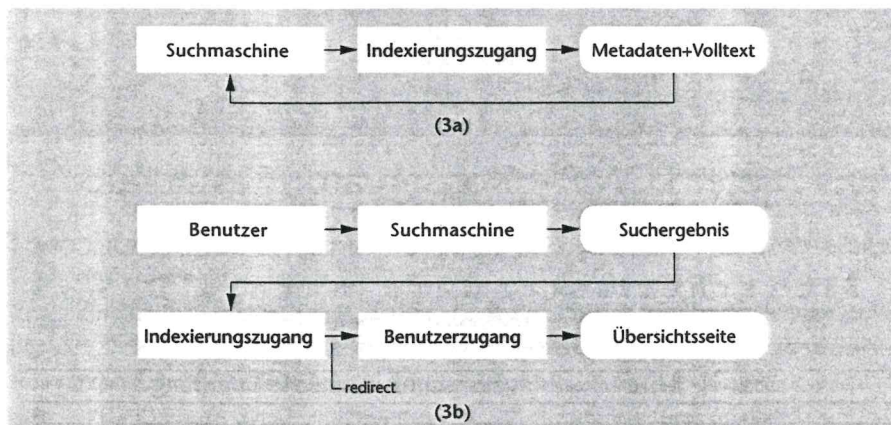 Suchmaschine Indexierungszugang Metadaten+Volltext
(3a)
Benutzer Suchmaschine Suchergebnis
Indexierungszugang Benutzerzugang Übersichtsseite
redirect
(3b)